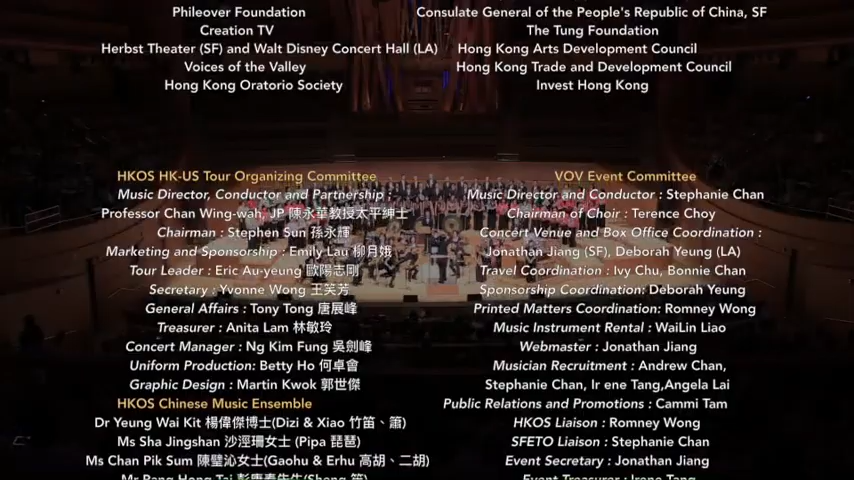 Phileover Foundation
Creation TV
Herbst Theater (SF) and Walt Disney Concert Hall (LA)
Voices of the Valley
Hong Kong Oratorio Society
Consulate General of the People's Republic of China, SF
The Tung Foundation
Hong Kong Arts Development Council
Hong Kong Trade and Development Council
Invest Hong Kong
HKOS HK-US Tour Organizing Committee
Music Director, Conductor and Partnership :
Professor Chan Wing-wah, JP 陳永華教授太平紳士
Chairman : Stephen Sun 孫永輝
Marketing and Sponsorship : Emily Lau 柳月娥
Tour Leader : Eric Au-yeung 歐陽志剛
Secretary : Yvonne Wong 王笑芳
General Affairs : Tony Tong 唐展峰
Treasurer : Anita Lam 林敏玲
Concert Manager : Ng Kim Fung 吳劍峰
Uniform Production: Betty Ho 何卓會
Graphic Design : Martin Kwok 郭世傑
HKOS Chinese Music Ensemble
Dr Yeung Wai Kit 楊偉傑博士(Dizi & Xiao 竹笛、簫)
Ms Sha Jingshan 沙涇珊女士 (Pipa 琵琶)
Ms Chan Pik Sum 陳璧沁女士(Gaohu & Erhu 高胡、二胡)
VOV Event Committee
Music Director and Conductor : Stephanie Chan
Chairman of Choir : Terence Choy
Concert Venue and Box Office Coordination :
Jonathan Jiang (SF), Deborah Yeung (LA)
Travel Coordination : Ivy Chu, Bonnie Chan
Sponsorship Coordination: Deborah Yeung
Printed Matters Coordination: Romney Wong
Music Instrument Rental : WaiLin Liao
Webmaster : Jonathan Jiang
Musician Recruitment : Andrew Chan,
Stephanie Chan, Ir ene Tang,Angela Lai
Public Relations and Promotions : Cammi Tam
HKOS Liaison : Romney Wong
SFETO Liaison : Stephanie Chan
Event Secretary : Jonathan Jiang
Event Treasurer : Irene Tang